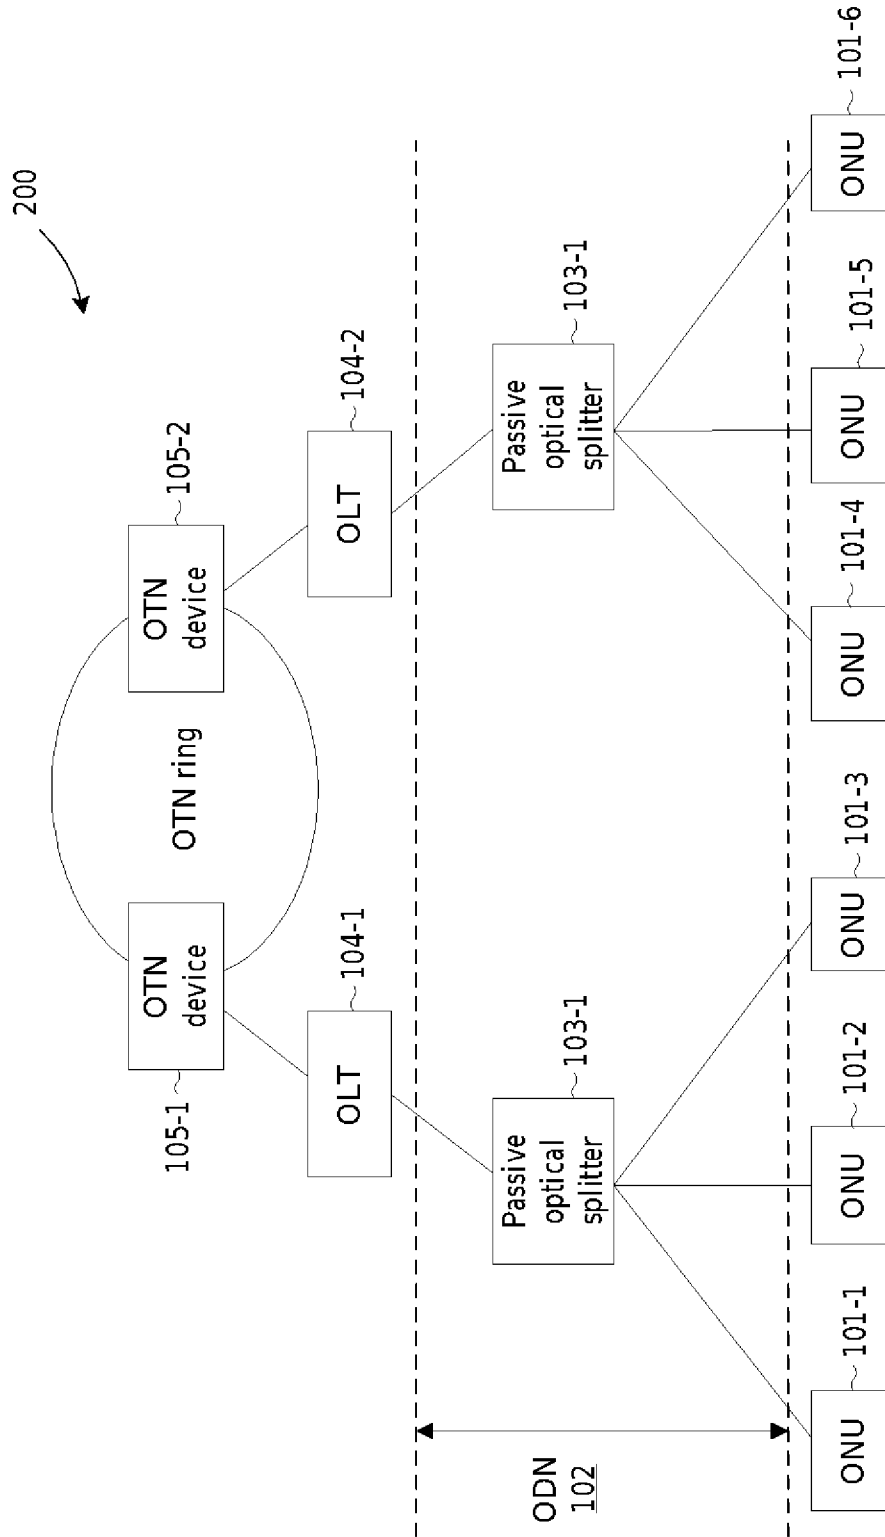 200
OTN
device
105-1
OTN ring
OTN
device
105-2
OLT
104-1
OLT
104-2
ODN
102
Passive
optical
splitter
103-1
Passive
optical
splitter
103-1
ONU
101-1
ONU
101-2
ONU
101-3
ONU
101-4
ONU
101-5
ONU
101-6